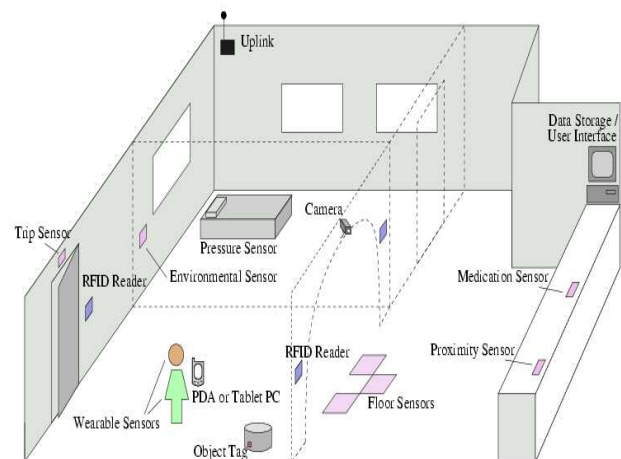 Uplink
Data Storage /
User Interface
Trip Sensor
Camera
Pressure Sensor
RFID Reader
Environmental Sensor
Medication Sensor
RFID Reader
Proximity Sensor
PDA or Tablet PC
Wearable Sensors
Floor Sensors
Object Tag